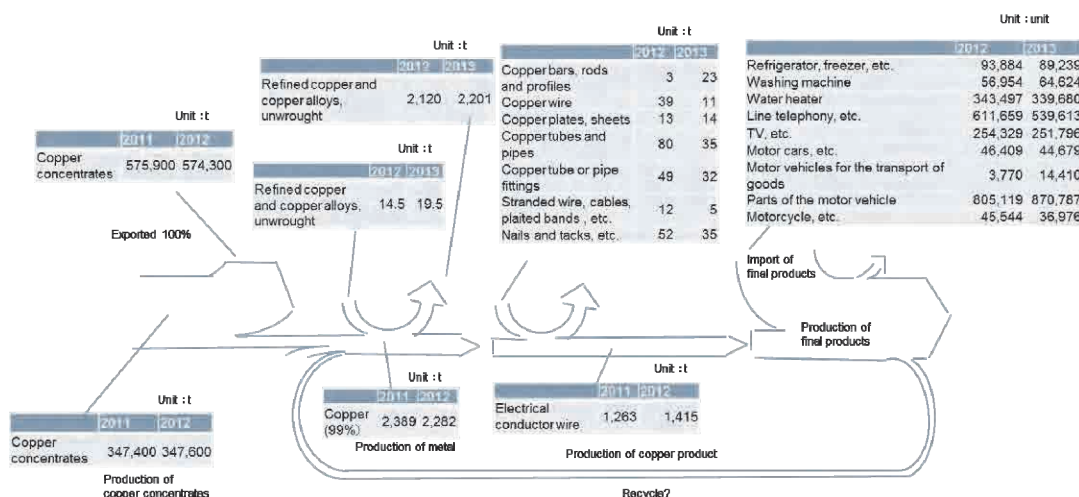 Unit : t
2011 2012
Copper
concentrates 575,900 574,300
Exported 100%
Unit : t
2012 2013
Refined copper and
copper alloys,
unwrought 2,120 2,201
Unit : t
2012 2013
Refined copper
and copper alloys,
unwrought 14.5 19.5
Unit : t
2012 2013
Copper bars, rods
and profiles 3 23
Copper wire 39 11
Copper plates, sheets 13 14
Copper tubes and
pipes 80 35
Copper tube or pipe
fittings 49 32
Stranded wire, cables,
plaited bands , etc. 12 5
Nails and tacks, etc. 52 35
Unit : unit
2012 2013
Refrigerator, freezer, etc. 93,884 89,239
Washing machine 56,954 64,624
Water heater 343,497 339,680
Line telephony, etc. 611,659 539,613
TV, etc. 254,329 251,796
Motor cars, etc. 46,409 44,679
Motor vehicles for the transport of
goods 3,770 14,410
Parts of the motor vehicle 805,119 870,767
Motorcycle, etc. 45,544 36,976
Import of
final products
Production of
final products
Unit : t
2011 2012
Copper
concentrates 347,400 347,600
Production of
copper concentrates
Unit : t
2011 2012
Copper
(99%) 2,389 2,282
Production of metal
Unit : t
2011 2012
Electrical
conductor wire 1,263 1,415
Production of copper product
Recycle?